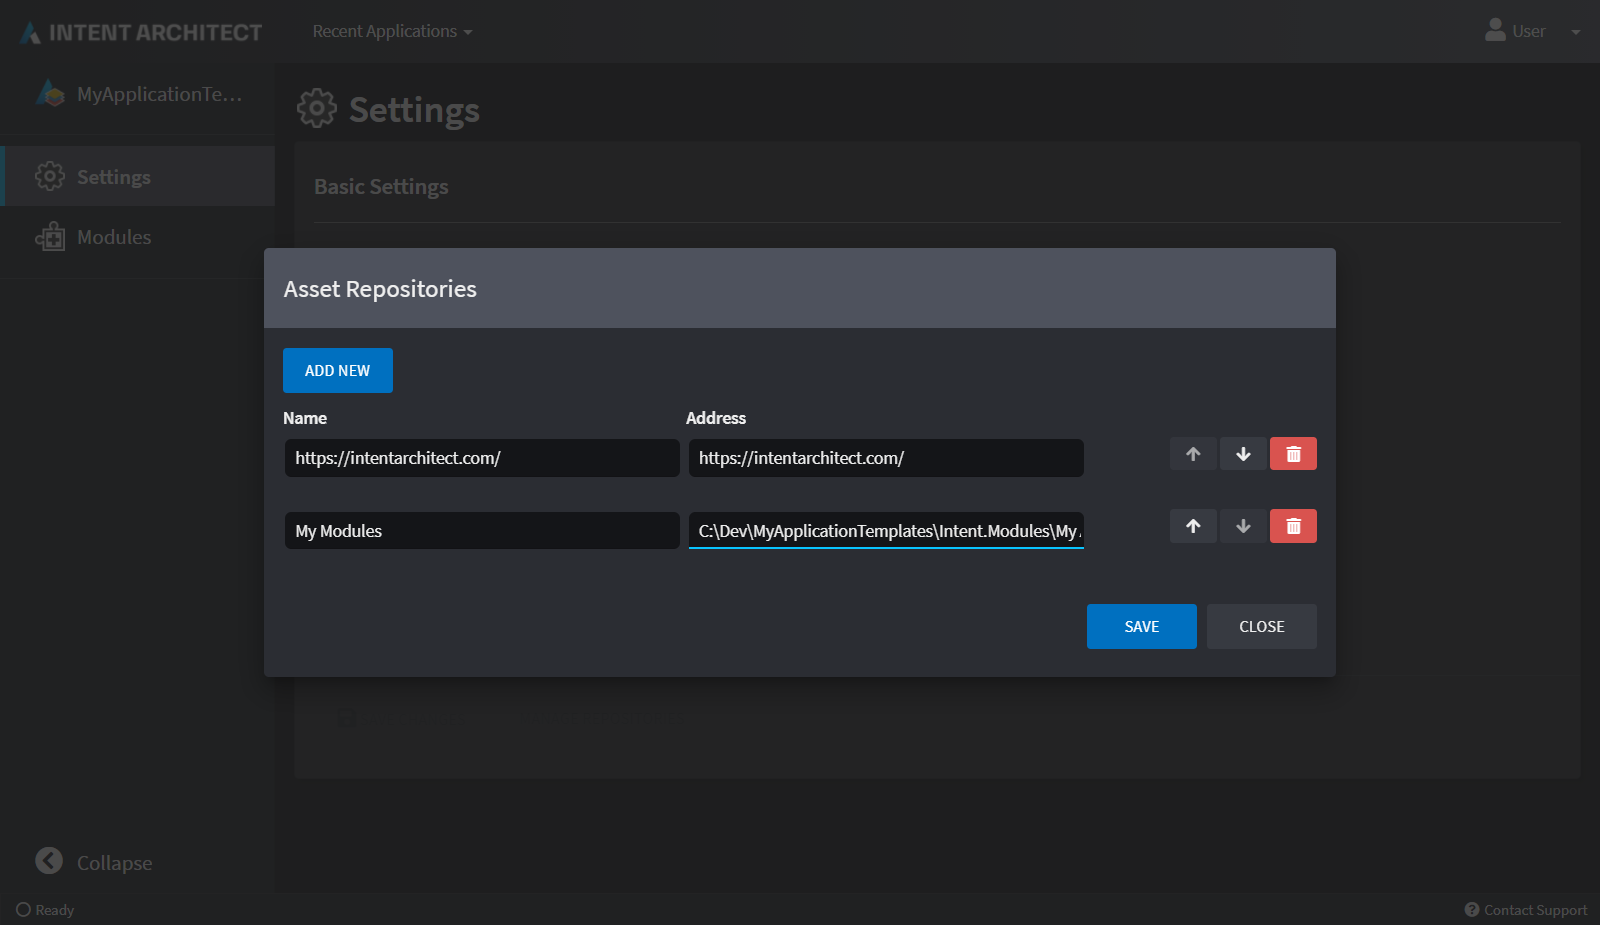 INTENT ARCHITECT
Recent Applications
User
MyApplicationTe...
Settings
Settings
Modules
Basic Settings
Asset Repositories
ADD NEW
Name Address
https://intentarchitect.com/ https://intentarchitect.com/
My Modules C:\Dev\MyApplicationTemplates\Intent.Modules\My
SAVE CLOSE
Collapse
Ready
Contact Support